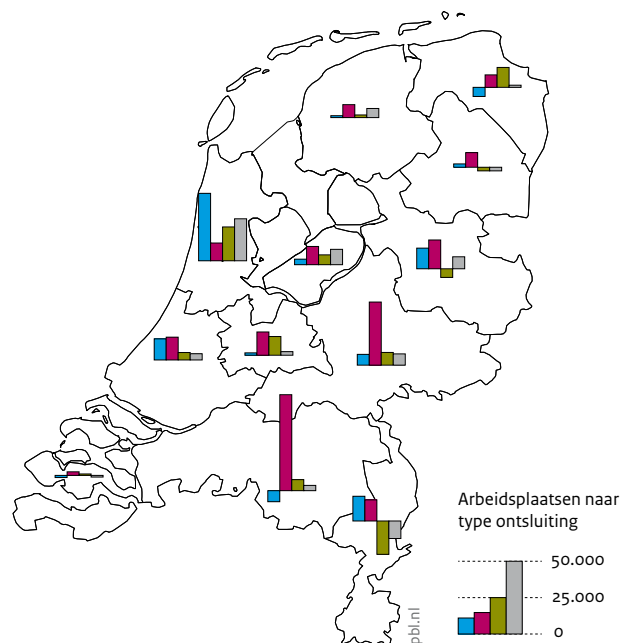 Arbeidsplaatsen naar
type ontsluiting
50.000
25.000
0
pbl.nl